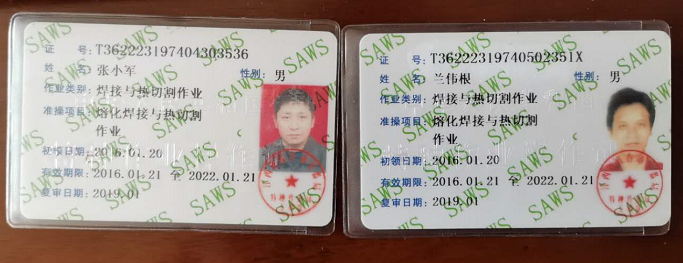 证 号:T362223197404303536
姓 名:张小军 性别:男
作业类别:焊接与热切割作业
准操项目:熔化焊接与热切割
作业
初领日期:2016.01.20
有效期限:2016.01.21 至 2022.01.21
复审日期:2019.01
证 号:T36222319740502351X
姓 名:兰伟根 性别:男
作业类别:焊接与热切割作业
准操项目:熔化焊接与热切割
作业
初领日期:2016.01.20
有效期限:2016.01.21 至 2022.01.21
复审日期:2019.01
SAWS